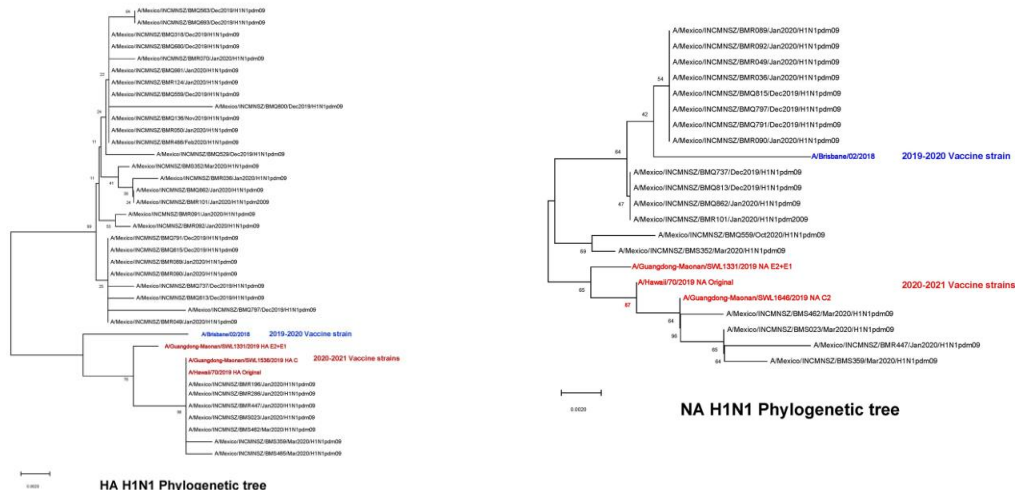 A/Mexico/INCMNSZ/BMQ583/Dec2019/H1N1pdm09
A/Mexico/INCMNSZ/BMQ693/Dec2019/H1N1pdm09
A/Mexico/INCMNSZ/BMQ318/Dec2019/H1N1pdm09
A/Mexico/INCMNSZ/BMQ680/Dec2019/H1N1pdm09
A/Mexico/INCMNSZ/BMR070/Jan2020/H1N1pdm09
A/Mexico/INCMNSZ/BMQ981/Jan2020/H1N1pdm09
A/Mexico/INCMNSZ/BMR124/Jan2020/H1N1pdm09
A/Mexico/INCMNSZ/BMQ559/Dec2019/H1N1pdm09
A/Mexico/INCMNSZ/BMQ800/Dec2019/H1N1pdm09
A/Mexico/INCMNSZ/BMQ136/Nov2019/H1N1pdm09
A/Mexico/INCMNSZ/BMR050/Jan2020/H1N1pdm09
A/Mexico/INCMNSZ/BMR488/Feb2020/H1N1pdm09
A/Mexico/INCMNSZ/BMQ529/Dec2019/H1N1pdm09
A/Mexico/INCMNSZ/BMS352/Mar2020/H1N1pdm09
A/Mexico/INCMNSZ/BMR036/Jan2020/H1N1pdm09
A/Mexico/INCMNSZ/BMQ862/Jan2020/H1N1pdm09
A/Mexico/INCMNSZ/BMR101/Jan2020/H1N1pdm2009
A/Mexico/INCMNSZ/BMR091/Jan2020/H1N1pdm09
A/Mexico/INCMNSZ/BMR092/Jan2020/H1N1pdm09
A/Mexico/INCMNSZ/BMQ791/Dec2019/H1N1pdm09
A/Mexico/INCMNSZ/BMQ815/Dec2019/H1N1pdm09
A/Mexico/INCMNSZ/BMR089/Jan2020/H1N1pdm09
A/Mexico/INCMNSZ/BMR090/Jan2020/H1N1pdm09
A/Mexico/INCMNSZ/BMQ737/Dec2019/H1N1pdm09
A/Mexico/INCMNSZ/BMQ813/Dec2019/H1N1pdm09
A/Mexico/INCMNSZ/BMQ797/Dec2019/H1N1pdm09
A/Mexico/INCMNSZ/BMR049/Jan2020/H1N1pdm09
A/Brisbane/02/2018 2019-2020 Vaccine strain
A/Guangdong-Maonan/SWL1331/2019 HA E2+E1
A/Guangdong-Maonan/SWL1536/2019 HA C 2020-2021 Vaccine strains
A/Hawaii/70/2019 HA Original
A/Mexico/INCMNSZ/BMR198/Jan2020/H1N1pdm09
A/Mexico/INCMNSZ/BMR286/Jan2020/H1N1pdm09
A/Mexico/INCMNSZ/BMR447/Jan2020/H1N1pdm09
A/Mexico/INCMNSZ/BMS023/Jan2020/H1N1pdm09
A/Mexico/INCMNSZ/BMS462/Mar2020/H1N1pdm09
A/Mexico/INCMNSZ/BMS359/Mar2020/H1N1pdm09
A/Mexico/INCMNSZ/BMS465/Mar2020/H1N1pdm09
0.0020
HA H1N1 Phylogenetic tree
A/Mexico/INCMNSZ/BMR089/Jan2020/H1N1pdm09
A/Mexico/INCMNSZ/BMR092/Jan2020/H1N1pdm09
A/Mexico/INCMNSZ/BMR049/Jan2020/H1N1pdm09
A/Mexico/INCMNSZ/BMR036/Jan2020/H1N1pdm09
54
A/Mexico/INCMNSZ/BMQ815/Dec2019/H1N1pdm09
A/Mexico/INCMNSZ/BMQ797/Dec2019/H1N1pdm09
42
A/Mexico/INCMNSZ/BMQ791/Dec2019/H1N1pdm09
A/Mexico/INCMNSZ/BMR090/Jan2020/H1N1pdm09
64
A/Brisbane/02/2018 2019-2020 Vaccine strain
A/Mexico/INCMNSZ/BMQ737/Dec2019/H1N1pdm09
A/Mexico/INCMNSZ/BMQ813/Dec2019/H1N1pdm09
47
A/Mexico/INCMNSZ/BMQ862/Jan2020/H1N1pdm09
A/Mexico/INCMNSZ/BMR101/Jan2020/H1N1pdm2009
A/Mexico/INCMNSZ/BMQ559/Oct2020/H1N1pdm09
69
A/Mexico/INCMNSZ/BMS352/Mar2020/H1N1pdm09
A/Guangdong-Maonan/SWL1331/2019 NA E2+E1
A/Hawaii/70/2019 NA Original 2020-2021 Vaccine strains
85
A/Guangdong-Maonan/SWL1646/2019 NA C2
87
A/Mexico/INCMNSZ/BMS462/Mar2020/H1N1pdm09
64
A/Mexico/INCMNSZ/BMS023/Mar2020/H1N1pdm09
96
A/Mexico/INCMNSZ/BMR447/Jan2020/H1N1pdm09
85
A/Mexico/INCMNSZ/BMS359/Mar2020/H1N1pdm09
64
0.0020
NA H1N1 Phylogenetic tree